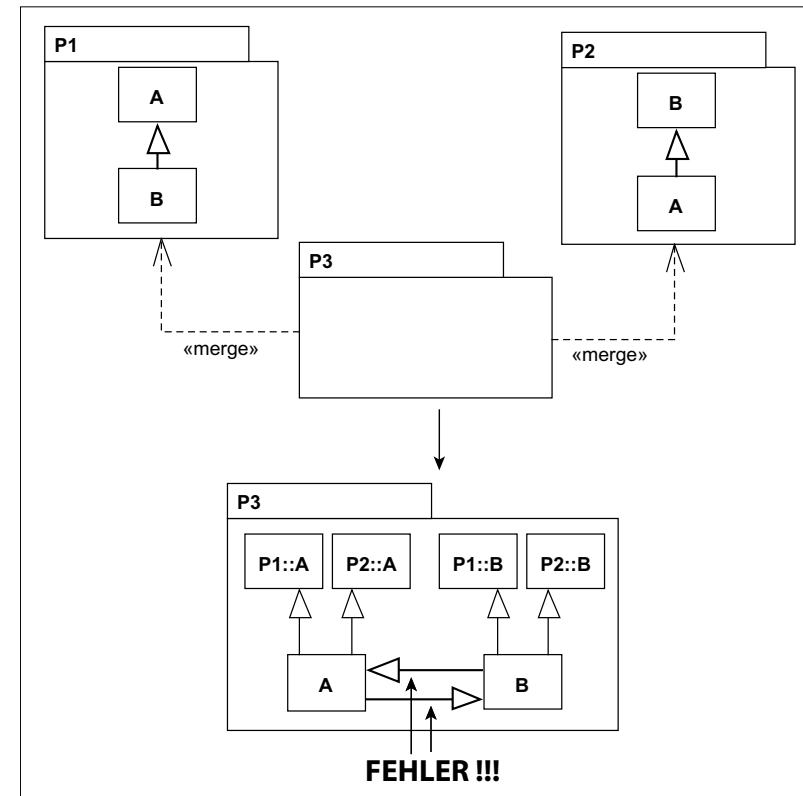 P1
A
B
P2
B
A
P3
«merge»
«merge»
P3
P1::A P2::A P1::B P2::B
A B
FEHLER !!!